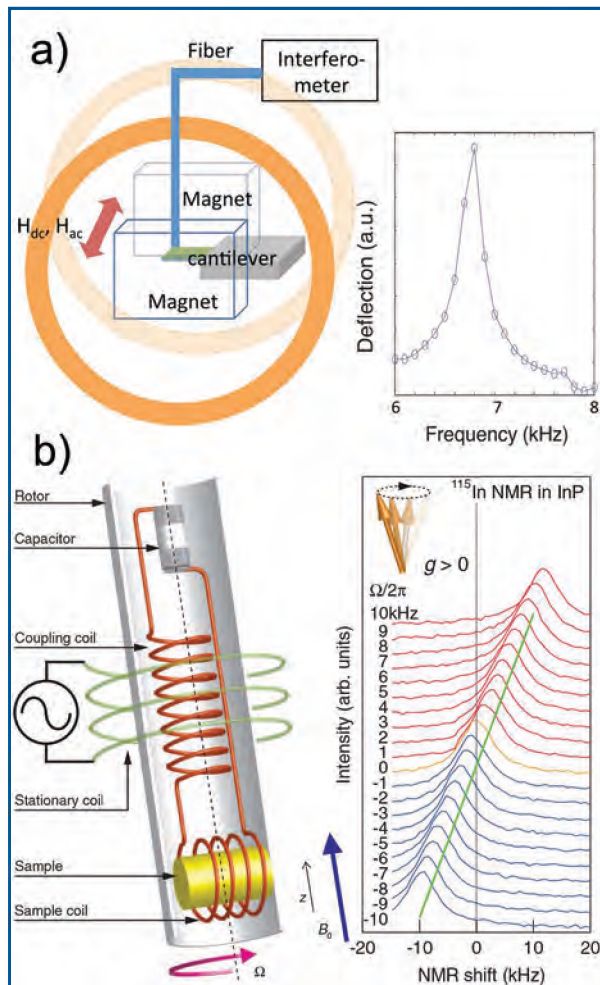 a)
Fiber
Interfero-
meter
Magnet
H_dc, H_ac
cantilever
Magnet
Deflection (a.u.)
6
7
8
Frequency (kHz)
b)
Rotor
Capacitor
Coupling coil
Stationary coil
Sample
Sample coil
z
B₀
Ω
¹¹⁵In NMR in InP
g > 0
Ω/2π
10kHz
9
8
7
6
5
4
3
2
1
0
-1
-2
-3
-4
-5
-6
-7
-8
-9
-10
Intensity (arb. units)
-20
-10
0
10
20
NMR shift (kHz)